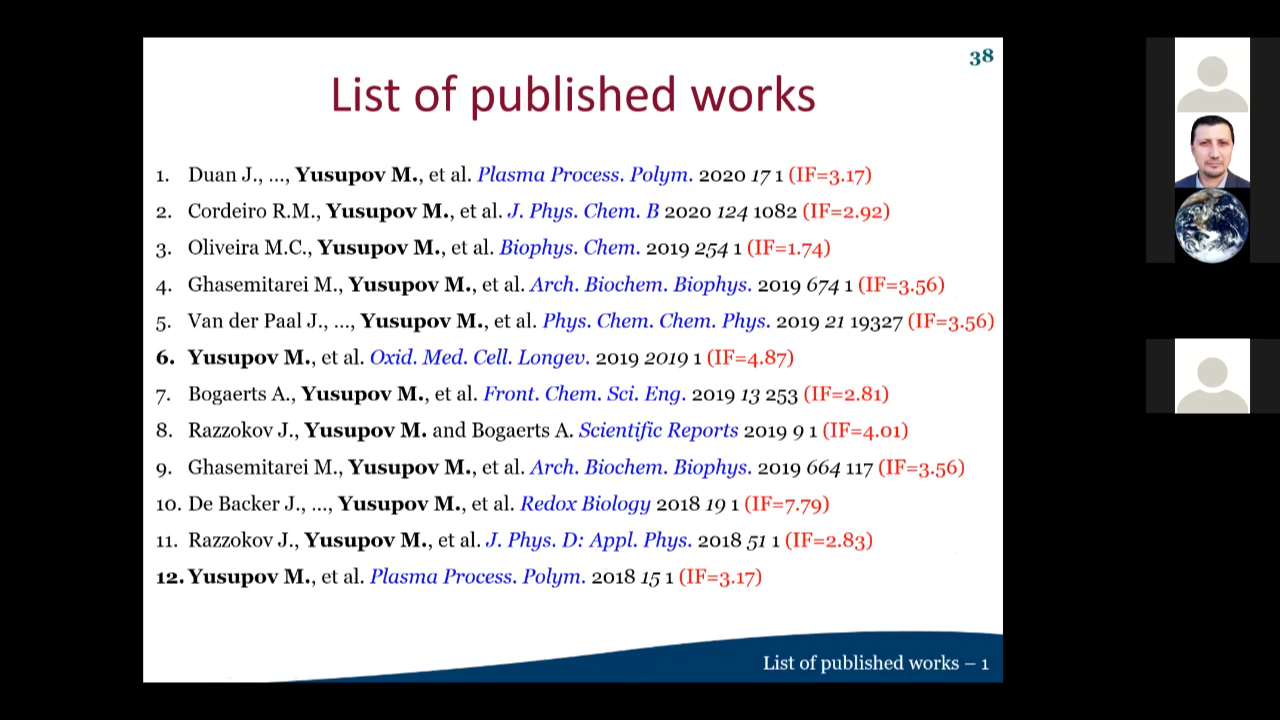 38
List of published works
1. Duan J., ..., Yusupov M., et al. Plasma Process. Polym. 2020 17 1 (IF=3.17)
2. Cordeiro R.M., Yusupov M., et al. J. Phys. Chem. B 2020 124 1082 (IF=2.92)
3. Oliveira M.C., Yusupov M., et al. Biophys. Chem. 2019 254 1 (IF=1.74)
4. Ghasemitarei M., Yusupov M., et al. Arch. Biochem. Biophys. 2019 674 1 (IF=3.56)
5. Van der Paal J., ..., Yusupov M., et al. Phys. Chem. Chem. Phys. 2019 21 19327 (IF=3.56)
6. Yusupov M., et al. Oxid. Med. Cell. Longev. 2019 2019 1 (IF=4.87)
7. Bogaerts A., Yusupov M., et al. Front. Chem. Sci. Eng. 2019 13 253 (IF=2.81)
8. Razzokov J., Yusupov M. and Bogaerts A. Scientific Reports 2019 9 1 (IF=4.01)
9. Ghasemitarei M., Yusupov M., et al. Arch. Biochem. Biophys. 2019 664 117 (IF=3.56)
10. De Backer J., ..., Yusupov M., et al. Redox Biology 2018 19 1 (IF=7.79)
11. Razzokov J., Yusupov M., et al. J. Phys. D: Appl. Phys. 2018 51 1 (IF=2.83)
12. Yusupov M., et al. Plasma Process. Polym. 2018 15 1 (IF=3.17)
List of published works – 1